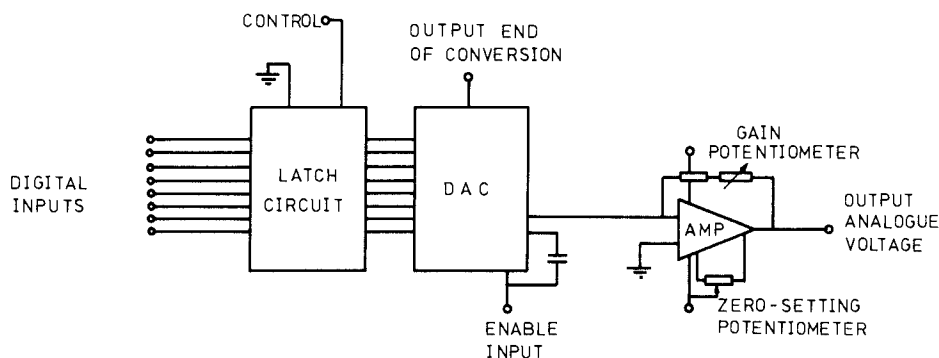 CONTROL
OUTPUT END
OF CONVERSION
GAIN
POTENTIOMETER
DIGITAL
INPUTS
LATCH
CIRCUIT
DAC
AMP
OUTPUT
ANALOGUE
VOLTAGE
ENABLE
INPUT
ZERO-SETTING
POTENTIOMETER